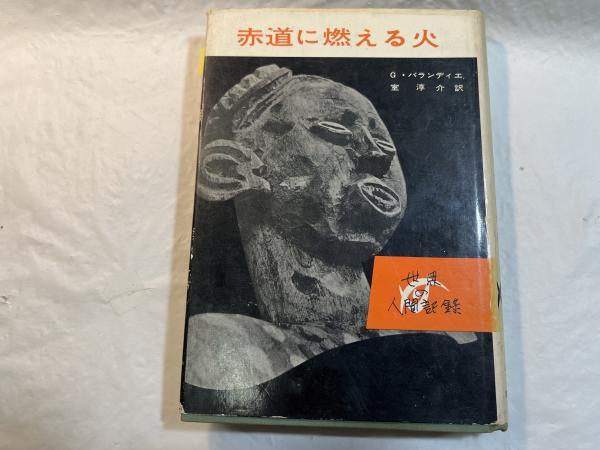 赤道に燃える火
G・バランディエ.
室 淳介 訳
世界
の
人間記録